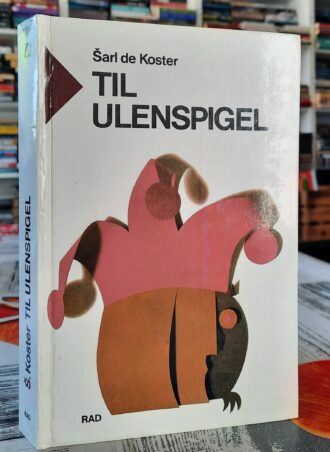 Šarl de Koster
TIL
ULENSPIGEL
RAD
Š. Koster TIL ULENSPIGEL